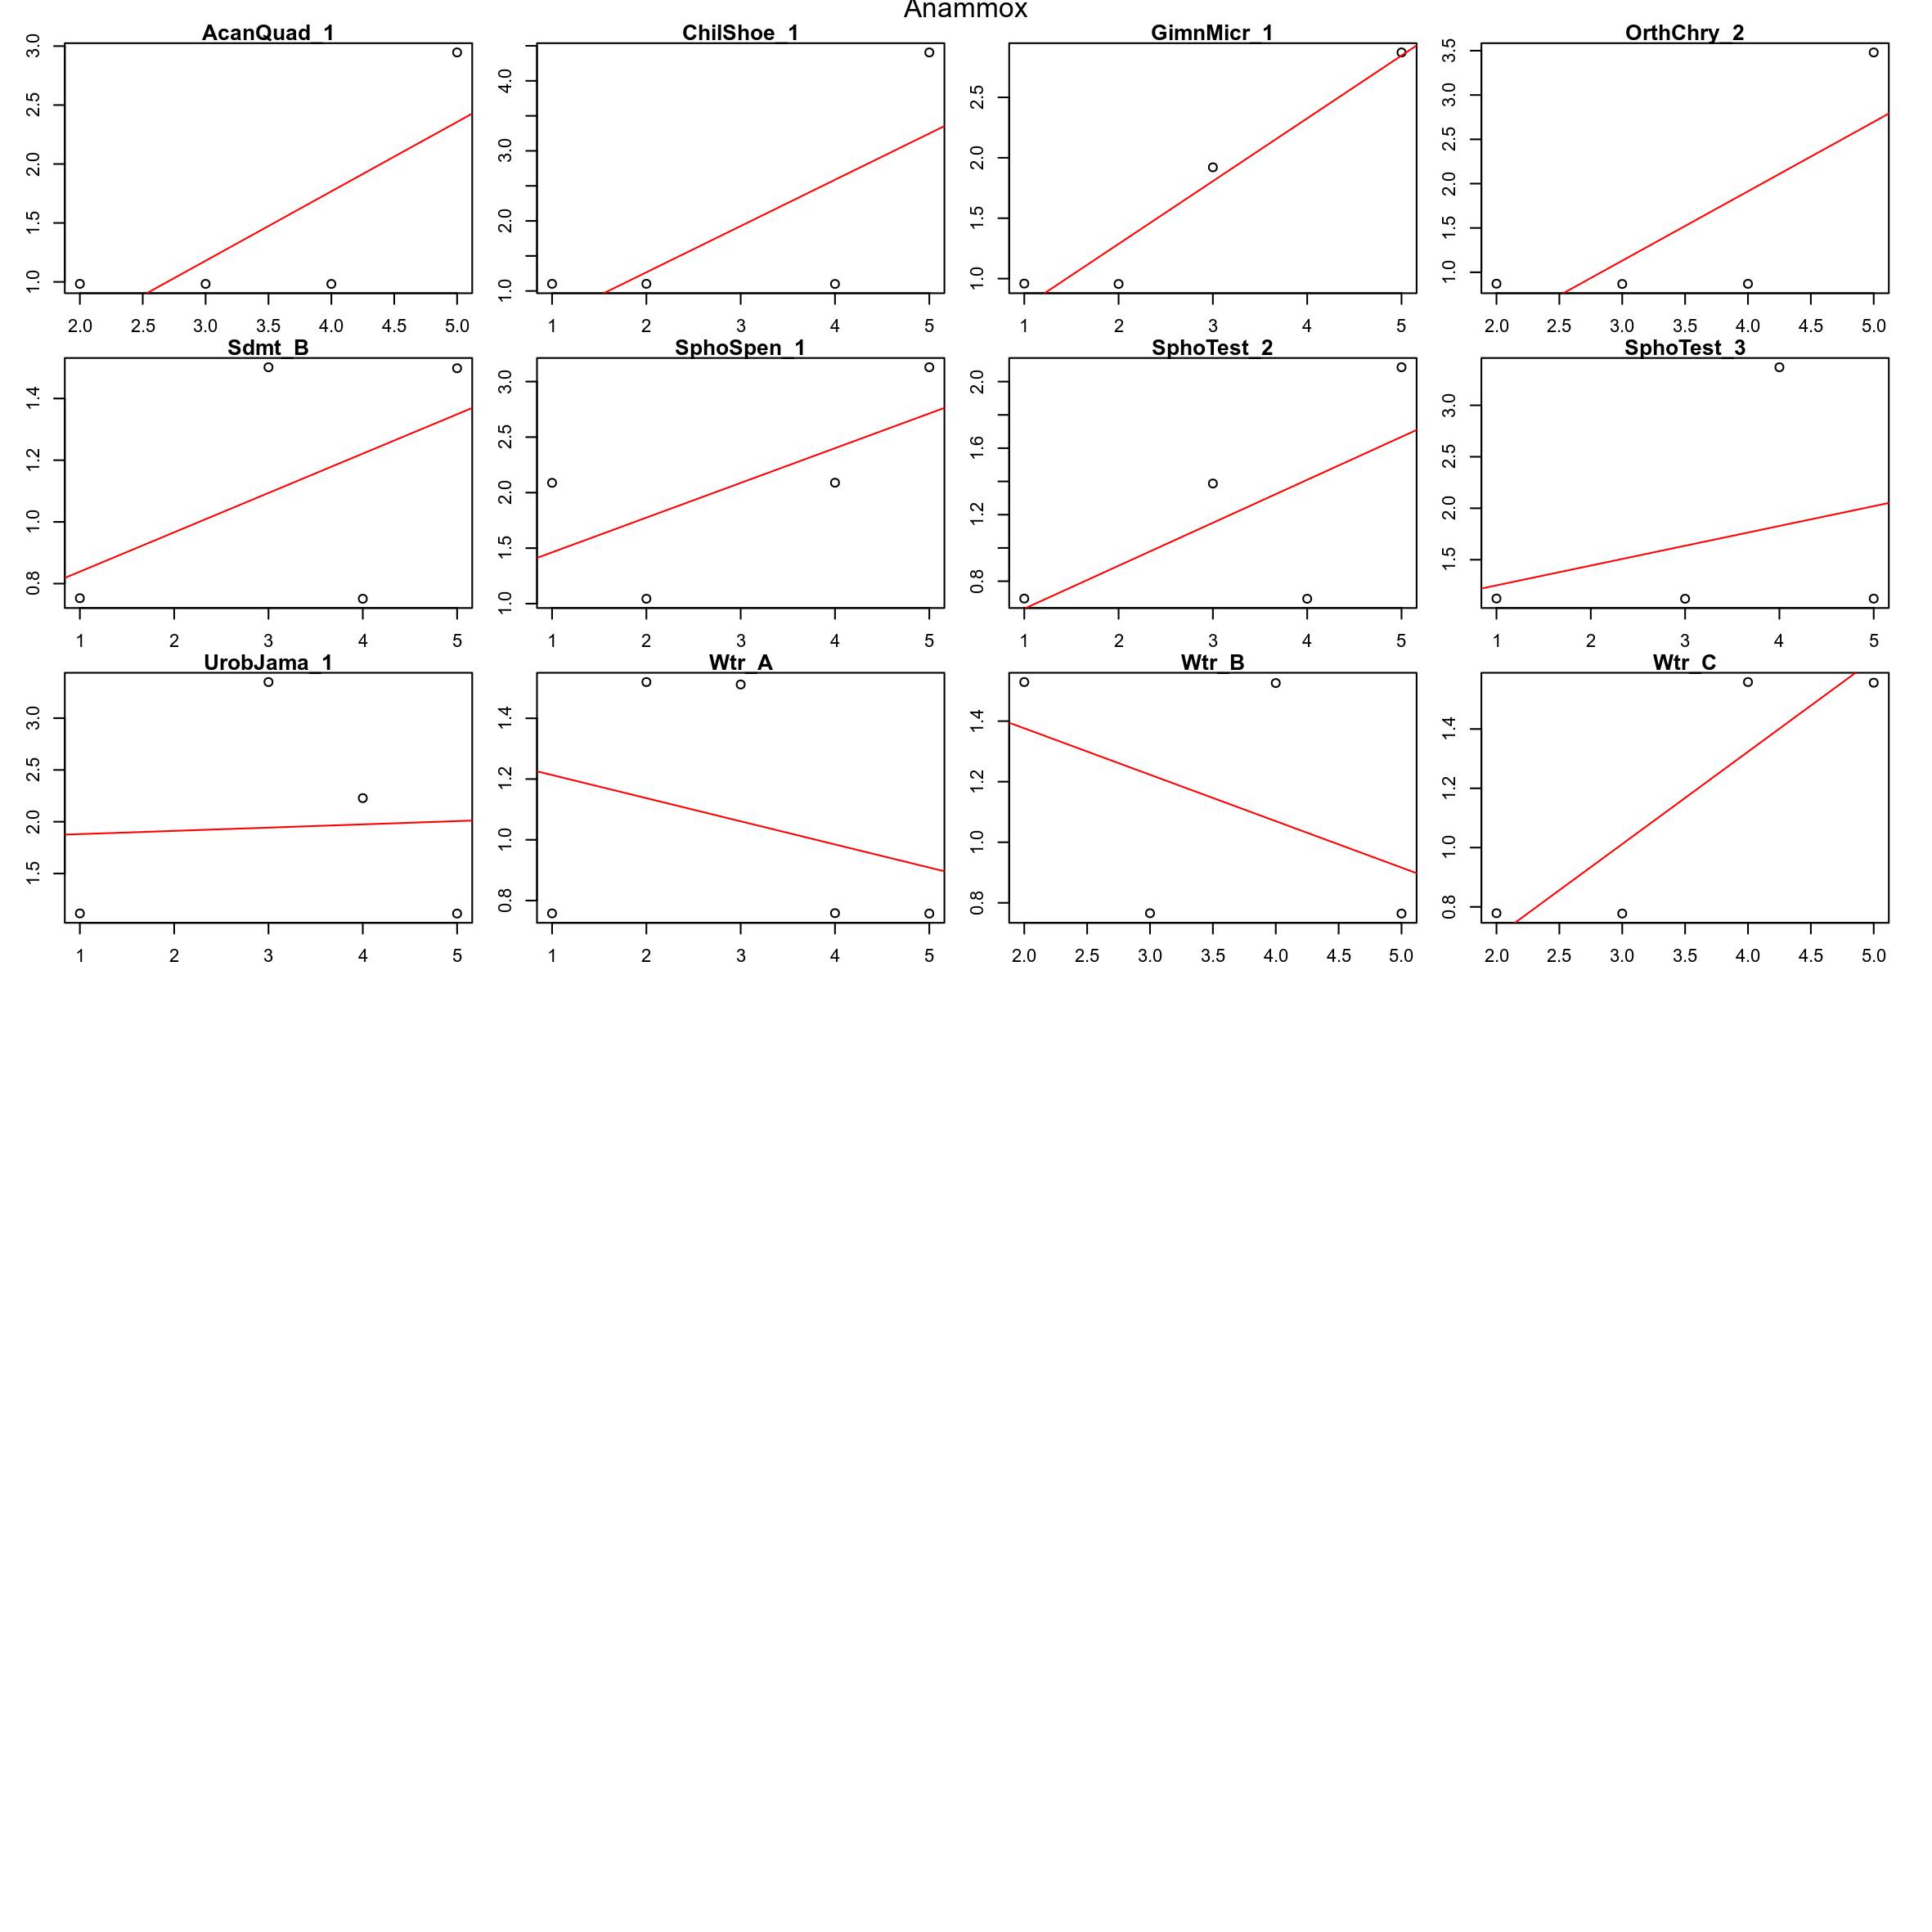 Anammox
AcanQuad_1 ChilShoe_1 GimnMicr_1 OrthChry_2
3.0 2.5 2.0 1.5 1.0
4.0 3.0 2.0 1.0
2.5 2.0 1.5 1.0
3.5 3.0 2.5 2.0 1.5 1.0
2.0 2.5 3.0 3.5 4.0 4.5 5.0 1 2 3 4 5 1 2 3 4 5 2.0 2.5 3.0 3.5 4.0 4.5 5.0
Sdmt_B SphoSpen_1 SphoTest_2 SphoTest_3
1.4 1.2 1.0 0.8
3.0 2.5 2.0 1.5 1.0
2.0 1.6 1.2 0.8
3.0 2.5 2.0 1.5
1 2 3 4 5 1 2 3 4 5 1 2 3 4 5 1 2 3 4 5
UrobJama_1 Wtr_A Wtr_B Wtr_C
3.0 2.5 2.0 1.5
1.4 1.2 1.0 0.8
1.4 1.2 1.0 0.8
1.4 1.2 1.0 0.8
1 2 3 4 5 1 2 3 4 5 2.0 2.5 3.0 3.5 4.0 4.5 5.0 2.0 2.5 3.0 3.5 4.0 4.5 5.0